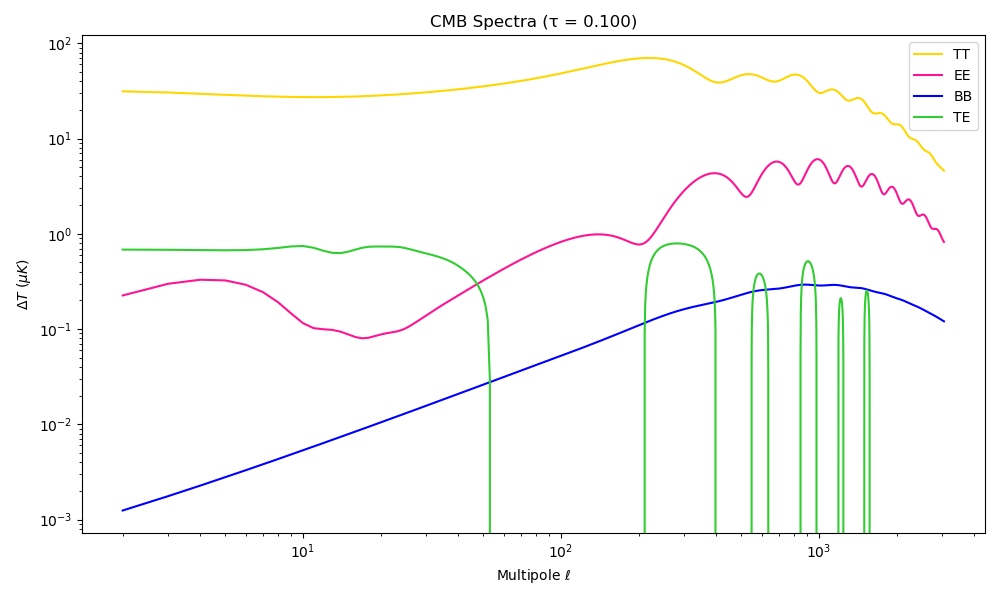 CMB Spectra (τ = 0.100)
TT
EE
BB
TE
ΔT (μK)
10²
10¹
10⁰
10⁻¹
10⁻²
10⁻³
10¹ 10² 10³
Multipole ℓ